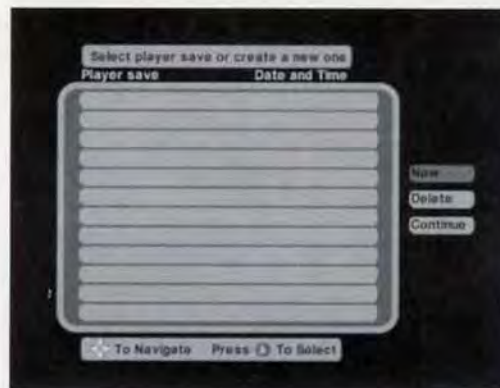 Select player save or create a new one
Player save Date and Time
New
Delete
Continue
To Navigate Press To Select